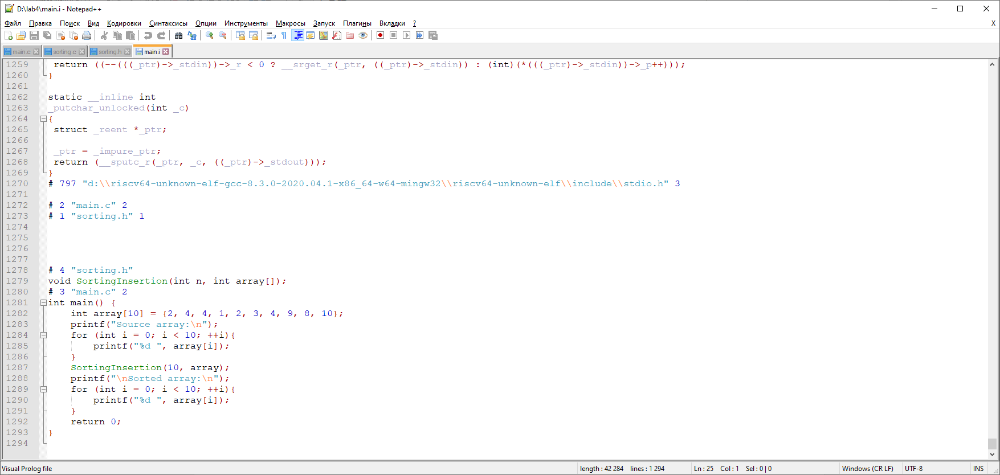 D:\lab4\main.i - Notepad++
Файл Правка Поиск Вид Кодировки Синтаксисы Опции Инструменты Макросы Запуск Плагины Вкладки ? X
main.c sorting.c sorting.h main.i
1259 return ((--(((_ptr)->_stdin))->_r < 0 ? __srget_r(_ptr, ((_ptr)->_stdin)) : (int)(*(((_ptr)->_stdin))->_p++)));
1260 }
1261
1262 static __inline int
1263 _putchar_unlocked(int _c)
1264 {
1265 struct _reent *_ptr;
1266
1267 _ptr = _impure_ptr;
1268 return (__sputc_r(_ptr, _c, ((_ptr)->_stdout)));
1269 }
1270 # 797 "d:\\riscv64-unknown-elf-gcc-8.3.0-2020.04.1-x86_64-w64-mingw32\\riscv64-unknown-elf\\include\\stdio.h" 3
1271
1272 # 2 "main.c" 2
1273 # 1 "sorting.h" 1
1274
1275
1276
1277
1278 # 4 "sorting.h"
1279 void SortingInsertion(int n, int array[]);
1280 # 3 "main.c" 2
1281 int main() {
1282 int array[10] = {2, 4, 4, 1, 2, 3, 4, 9, 8, 10};
1283 printf("Source array:\n");
1284 for (int i = 0; i < 10; ++i){
1285 printf("%d ", array[i]);
1286 }
1287 SortingInsertion(10, array);
1288 printf("\nSorted array:\n");
1289 for (int i = 0; i < 10; ++i){
1290 printf("%d ", array[i]);
1291 }
1292 return 0;
1293 }
1294
Visual Prolog file length : 42 284 lines : 1 294 Ln : 25 Col : 1 Sel : 0 | 0 Windows (CR LF) UTF-8 INS